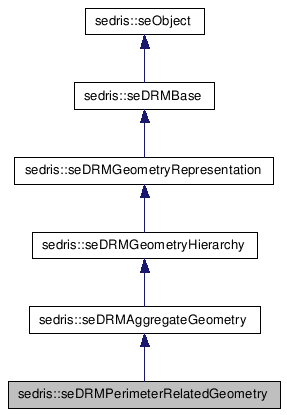 sedris::seObject
sedris::seDRMBase
sedris::seDRMGeometryRepresentation
sedris::seDRMGeometryHierarchy
sedris::seDRMAggregateGeometry
sedris::seDRMPerimeterRelatedGeometry